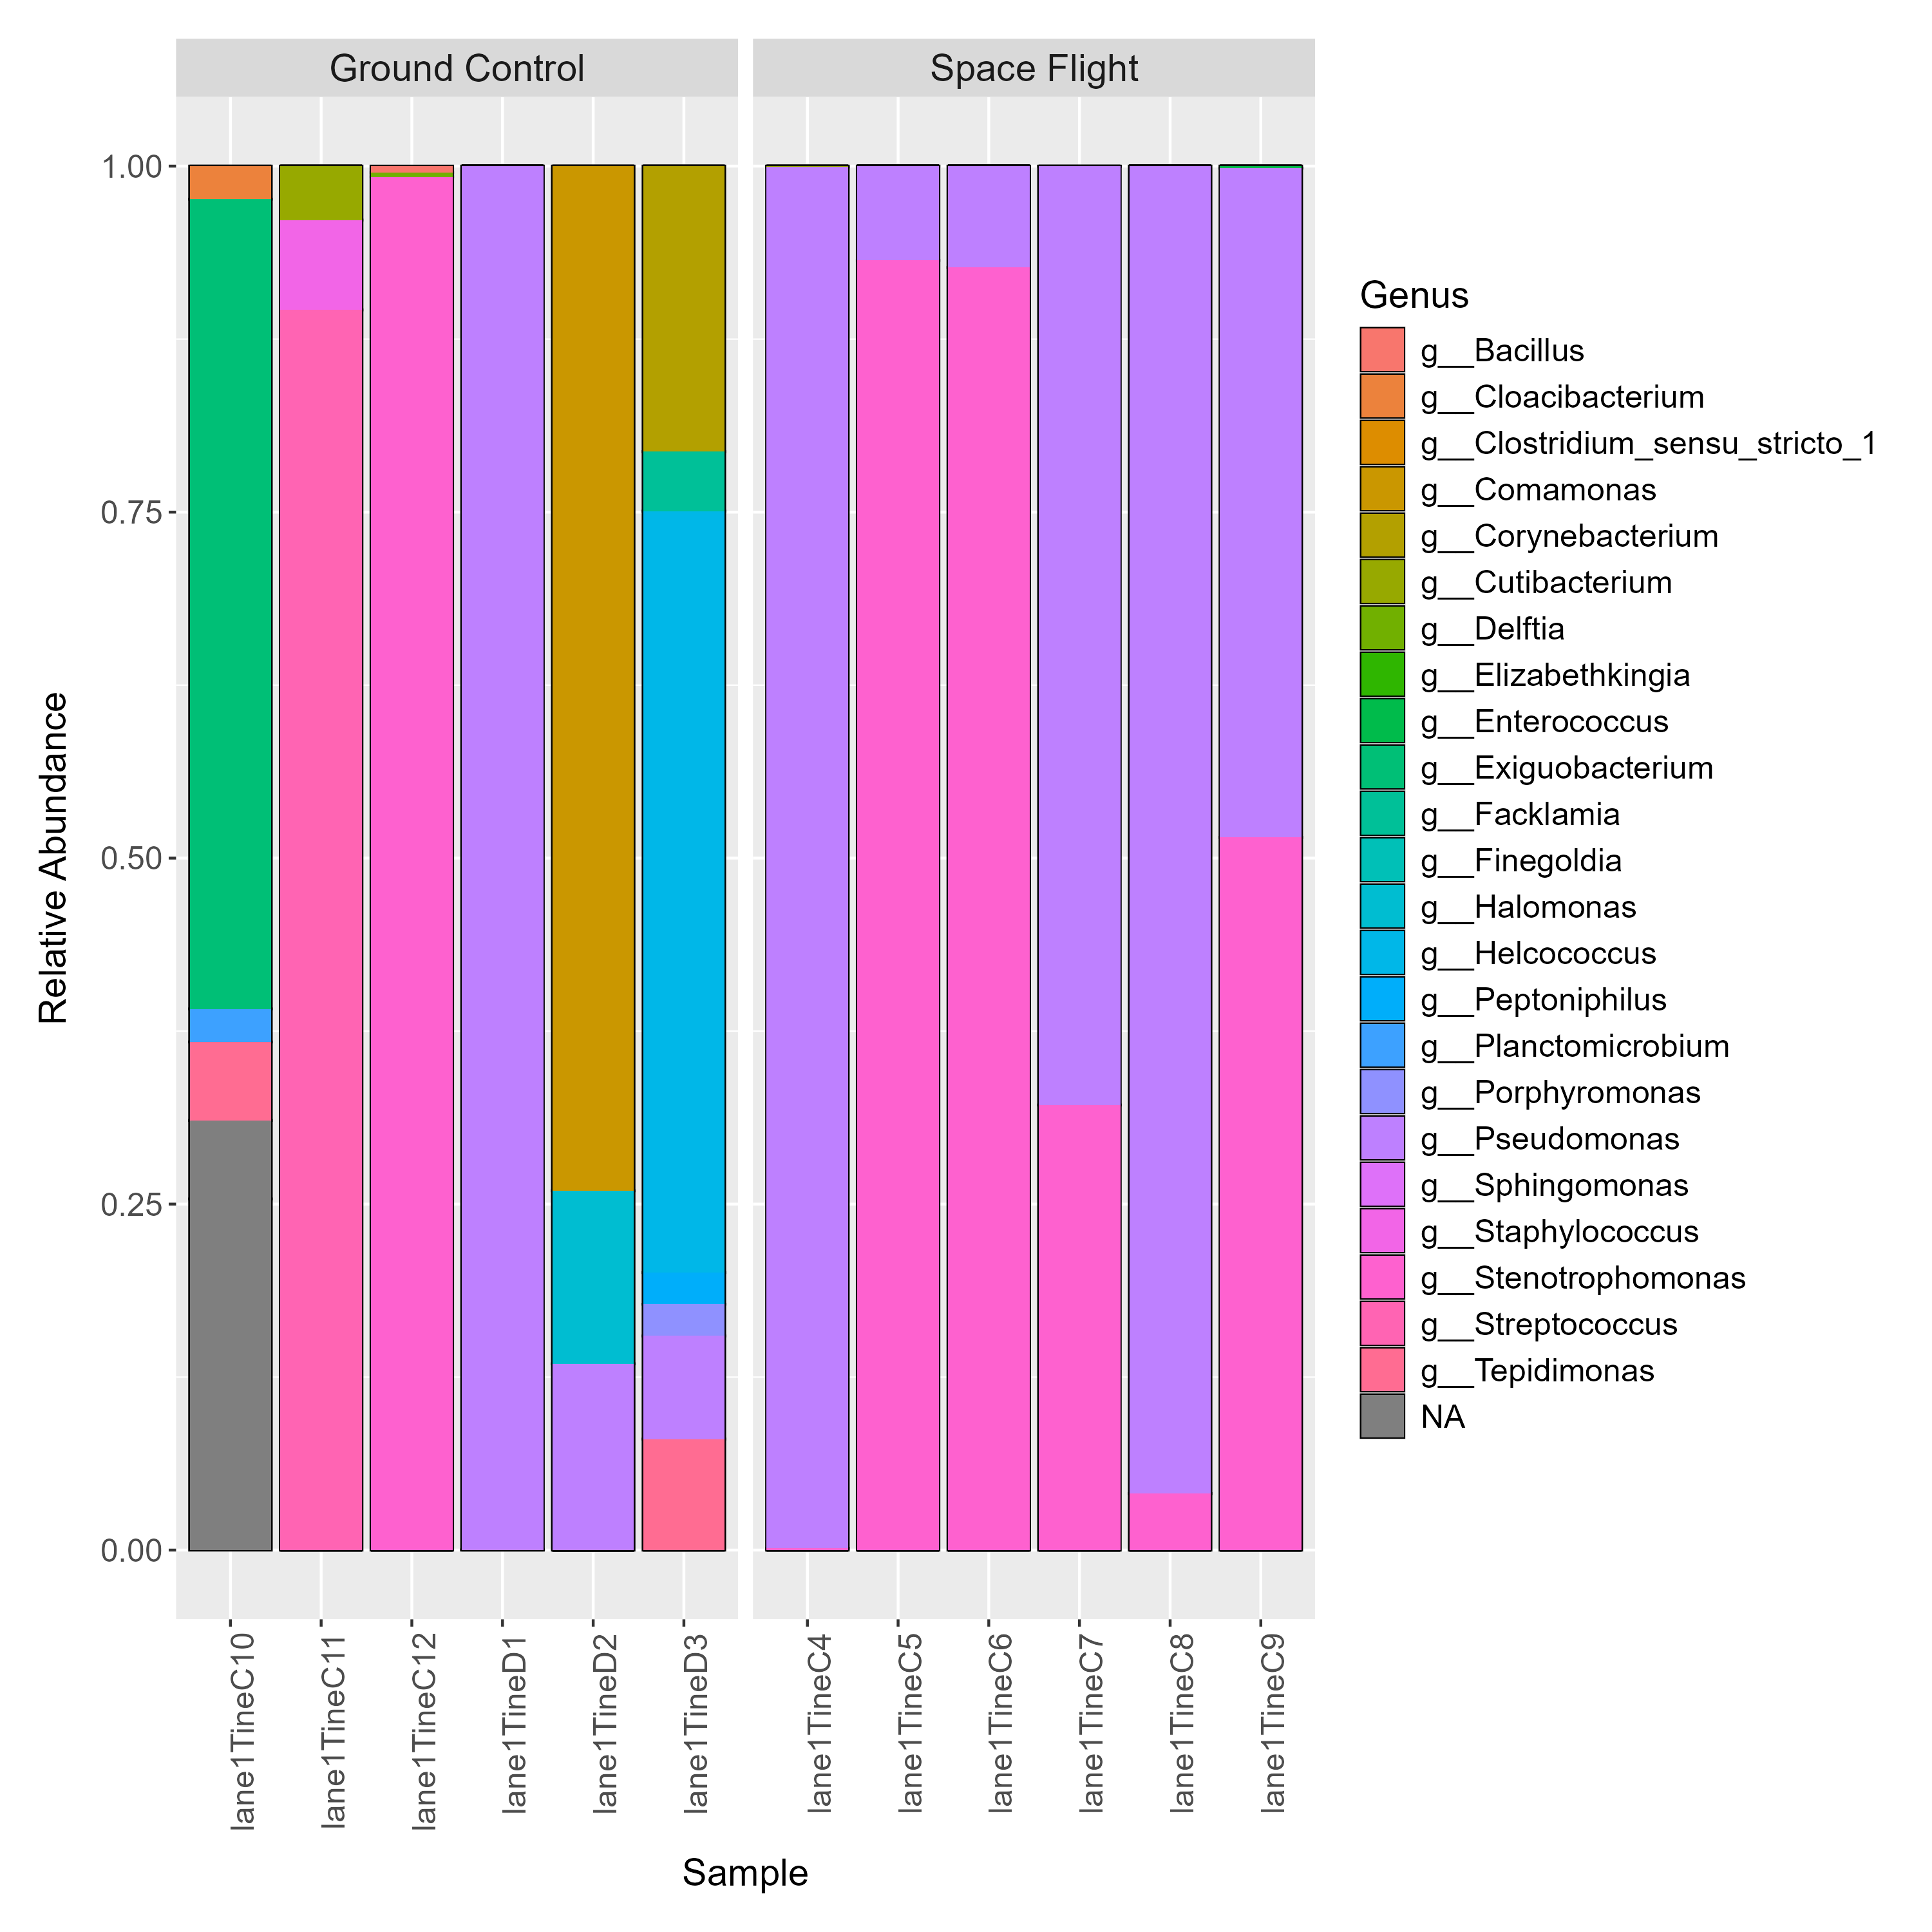 Ground Control
Space Flight
1.00
0.75
0.50
0.25
0.00
Relative Abundance
lane1TineC10
lane1TineC11
lane1TineC12
lane1TineD1
lane1TineD2
lane1TineD3
lane1TineC4
lane1TineC5
lane1TineC6
lane1TineC7
lane1TineC8
lane1TineC9
Sample
Genus
g__Bacillus
g__Cloacibacterium
g__Clostridium_sensu_stricto_1
g__Comamonas
g__Corynebacterium
g__Cutibacterium
g__Delftia
g__Elizabethkingia
g__Enterococcus
g__Exiguobacterium
g__Facklamia
g__Finegoldia
g__Halomonas
g__Helcococcus
g__Peptoniphilus
g__Planctomicrobium
g__Porphyromonas
g__Pseudomonas
g__Sphingomonas
g__Staphylococcus
g__Stenotrophomonas
g__Streptococcus
g__Tepidimonas
NA